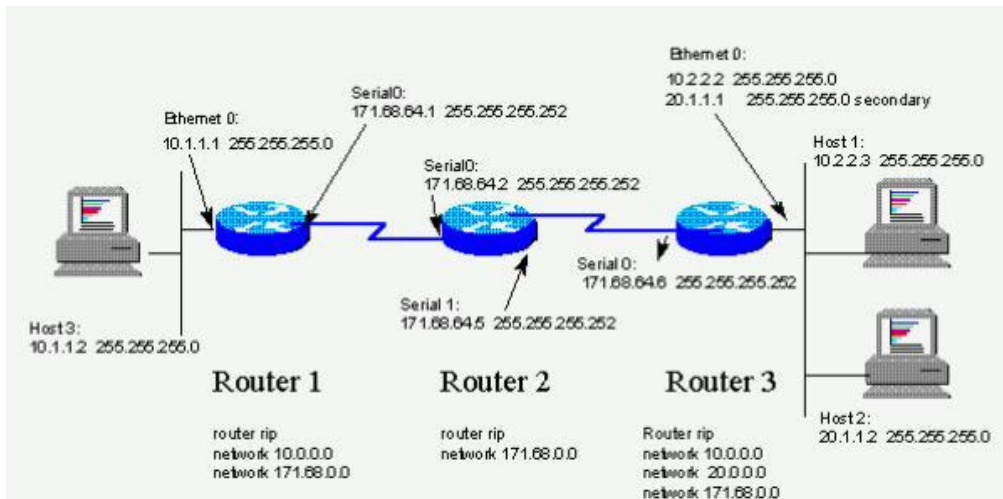 Ethernet 0:
10.2.2.2 255.255.255.0
20.1.1.1 255.255.255.0 secondary
Serial0:
171.68.64.1 255.255.255.252
Ethernet 0:
10.1.1.1 255.255.255.0
Host 1:
10.2.2.3 255.255.255.0
Serial0:
171.68.64.2 255.255.255.252
Serial 0:
171.68.64.6 255.255.255.252
Serial 1:
171.68.64.5 255.255.255.252
Host 3:
10.1.1.2 255.255.255.0
Host 2:
20.1.1.2 255.255.255.0
Router 1
router rip
network 10.0.0.0
network 171.68.0.0
Router 2
router rip
network 171.68.0.0
Router 3
Router rip
network 10.0.0.0
network 20.0.0.0
network 171.68.0.0